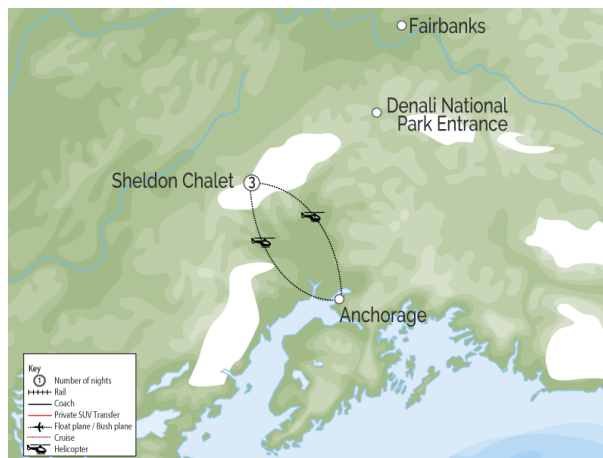 Fairbanks
Denali National
Park Entrance
Sheldon Chalet
3
Anchorage
Key
1 Number of nights
Rail
Coach
Private SUV Transfer
Float plane / Bush plane
Cruise
Helicopter